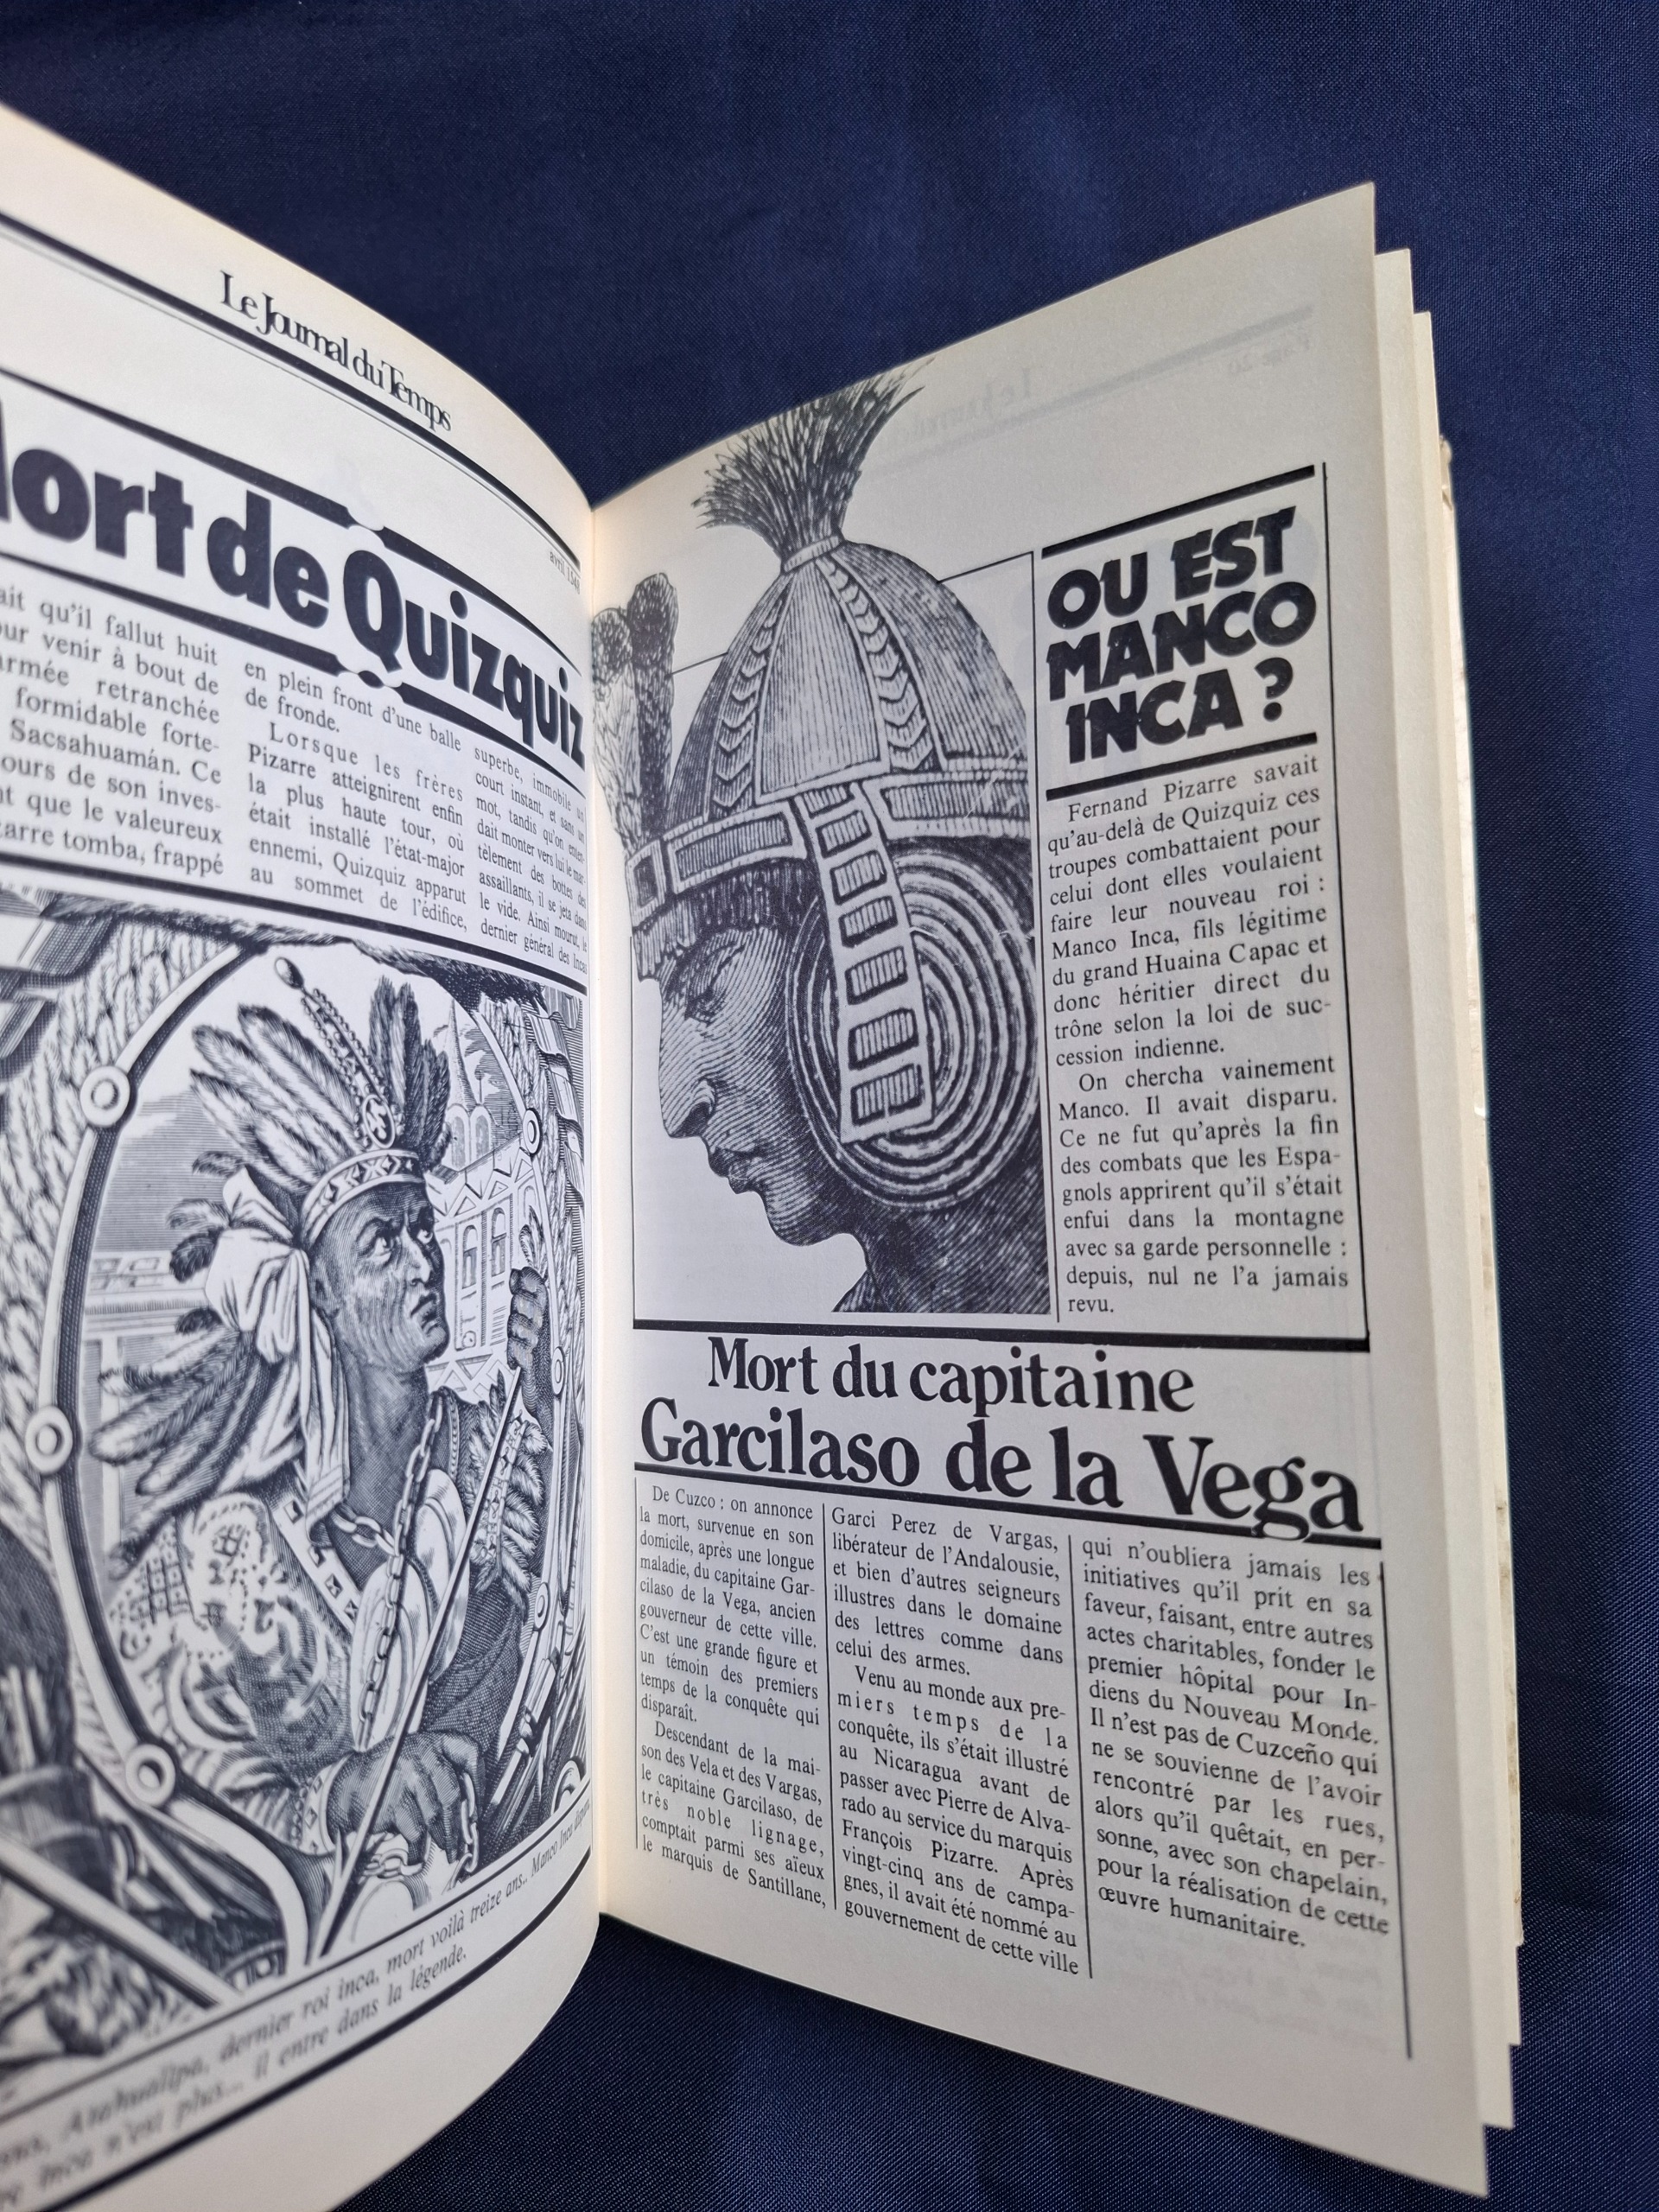 Le Journal du Temps
avril 1548
Mort de Quizquiz
qu'il fallut huit
venir à bout de
armée retranchée
formidable forte-
Sacsahuamán. Ce
de son inves-
que le valeureux
tomba, frappé
en plein front d'une balle
de fronde.
Lorsque les frères
Pizarre atteignirent enfin
la plus haute tour, où
était installé l'état-major
ennemi, Quizquiz apparut
au sommet de l'édifice,
superbe, immobile un
court instant, et sans un
mot, tandis qu'on enten-
dait monter vers lui le mar-
tèlement des bottes des
assaillants, il se jeta dans
le vide. Ainsi mourut, le
dernier général des Incas
Atahuallpa, dernier roi inca, mort voilà treize ans.. Manco Inca disparu,
Inca n'est plus... il entre dans la légende.
OU EST
MANCO
INCA ?
Fernand Pizarre savait
qu'au-delà de Quizquiz ces
troupes combattaient pour
celui dont elles voulaient
faire leur nouveau roi :
Manco Inca, fils légitime
du grand Huaina Capac et
donc héritier direct du
trône selon la loi de suc-
cession indienne.
On chercha vainement
Manco. Il avait disparu.
Ce ne fut qu'après la fin
des combats que les Espa-
gnols apprirent qu'il s'était
enfui dans la montagne
avec sa garde personnelle :
depuis, nul ne l'a jamais
revu.
Mort du capitaine
Garcilaso de la Vega
De Cuzco : on annonce
la mort, survenue en son
domicile, après une longue
maladie, du capitaine Gar-
cilaso de la Vega, ancien
gouverneur de cette ville.
C'est une grande figure et
un témoin des premiers
temps de la conquête qui
disparaît.
Descendant de la mai-
son des Vela et des Vargas,
le capitaine Garcilaso, de
très noble lignage,
comptait parmi ses aïeux
le marquis de Santillane,
Garci Perez de Vargas,
libérateur de l'Andalousie,
et bien d'autres seigneurs
illustres dans le domaine
des lettres comme dans
celui des armes.
Venu au monde aux pre-
miers temps de la
conquête, ils s'était illustré
au Nicaragua avant de
passer avec Pierre de Alva-
rado au service du marquis
François Pizarre. Après
vingt-cinq ans de campa-
gnes, il avait été nommé au
gouvernement de cette ville
qui n'oubliera jamais les
initiatives qu'il prit en sa
faveur, faisant, entre autres
actes charitables, fonder le
premier hôpital pour In-
diens du Nouveau Monde.
Il n'est pas de Cuzceño qui
ne se souvienne de l'avoir
rencontré par les rues,
alors qu'il quêtait, en per-
sonne, avec son chapelain,
pour la réalisation de cette
œuvre humanitaire.